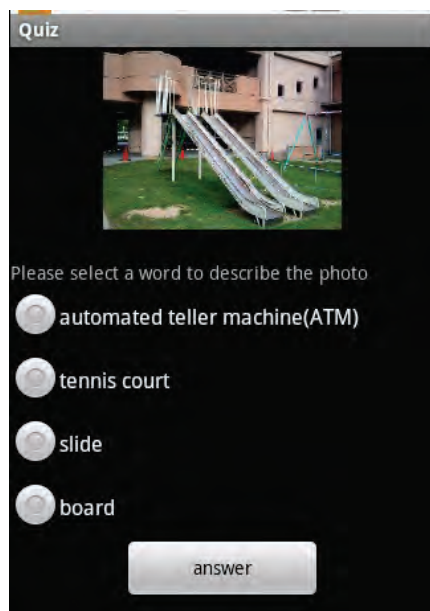 Quiz
Please select a word to describe the photo
automated teller machine(ATM)
tennis court
slide
board
answer